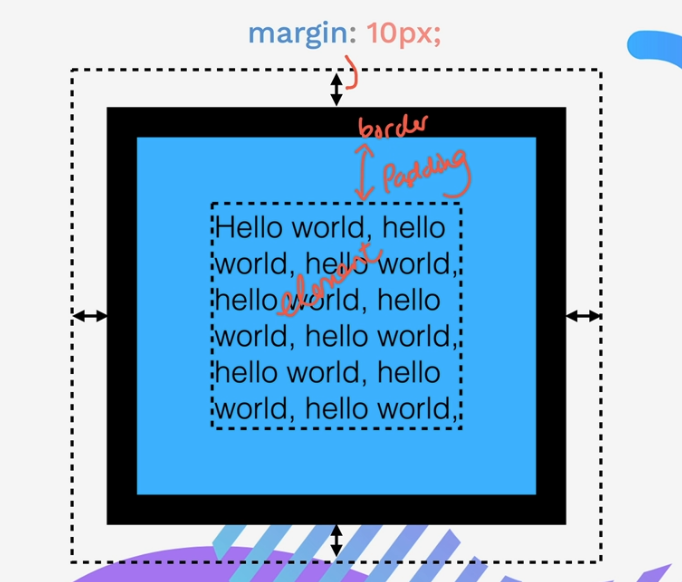 margin: 10px;
border
Padding
Hello world, hello
world, hello world,
element
hello world, hello
world, hello world,
hello world, hello
world, hello world,